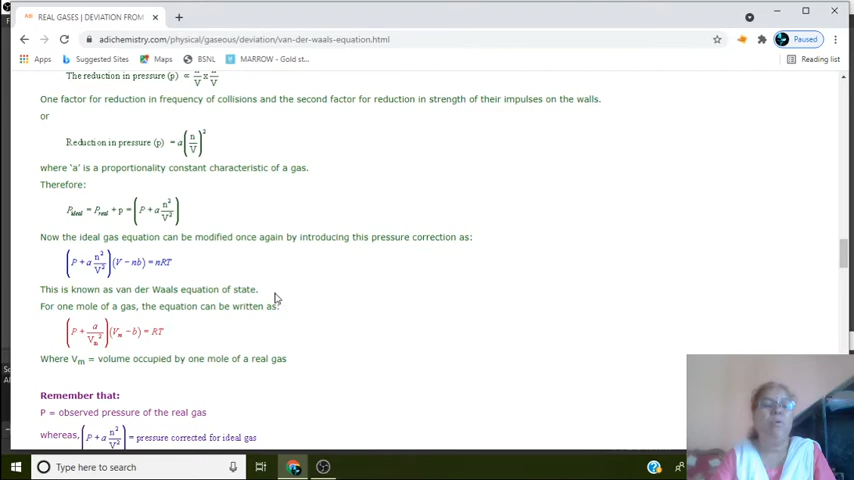 REAL GASES | DEVIATION FROM
adichemistry.com/physical/gaseous/deviation/van-der-waals-equation.html
Paused
Apps
Suggested Sites
Maps
BSNL
MARROW - Gold st...
Reading list
The reduction in pressure (p) ∝ n/V x n/V
One factor for reduction in frequency of collisions and the second factor for reduction in strength of their impulses on the walls.
or
Reduction in pressure (p) = a(n/V)²
where 'a' is a proportionality constant characteristic of a gas.
Therefore:
P_ideal = P_real + p = (P + a n²/V²)
Now the ideal gas equation can be modified once again by introducing this pressure correction as:
(P + a n²/V²)(V − nb) = nRT
This is known as van der Waals equation of state.
For one mole of a gas, the equation can be written as:
(P + a/Vm²)(Vm − b) = RT
Where Vm = volume occupied by one mole of a real gas
Remember that:
P = observed pressure of the real gas
whereas, (P + a n²/V²) = pressure corrected for ideal gas
Type here to search